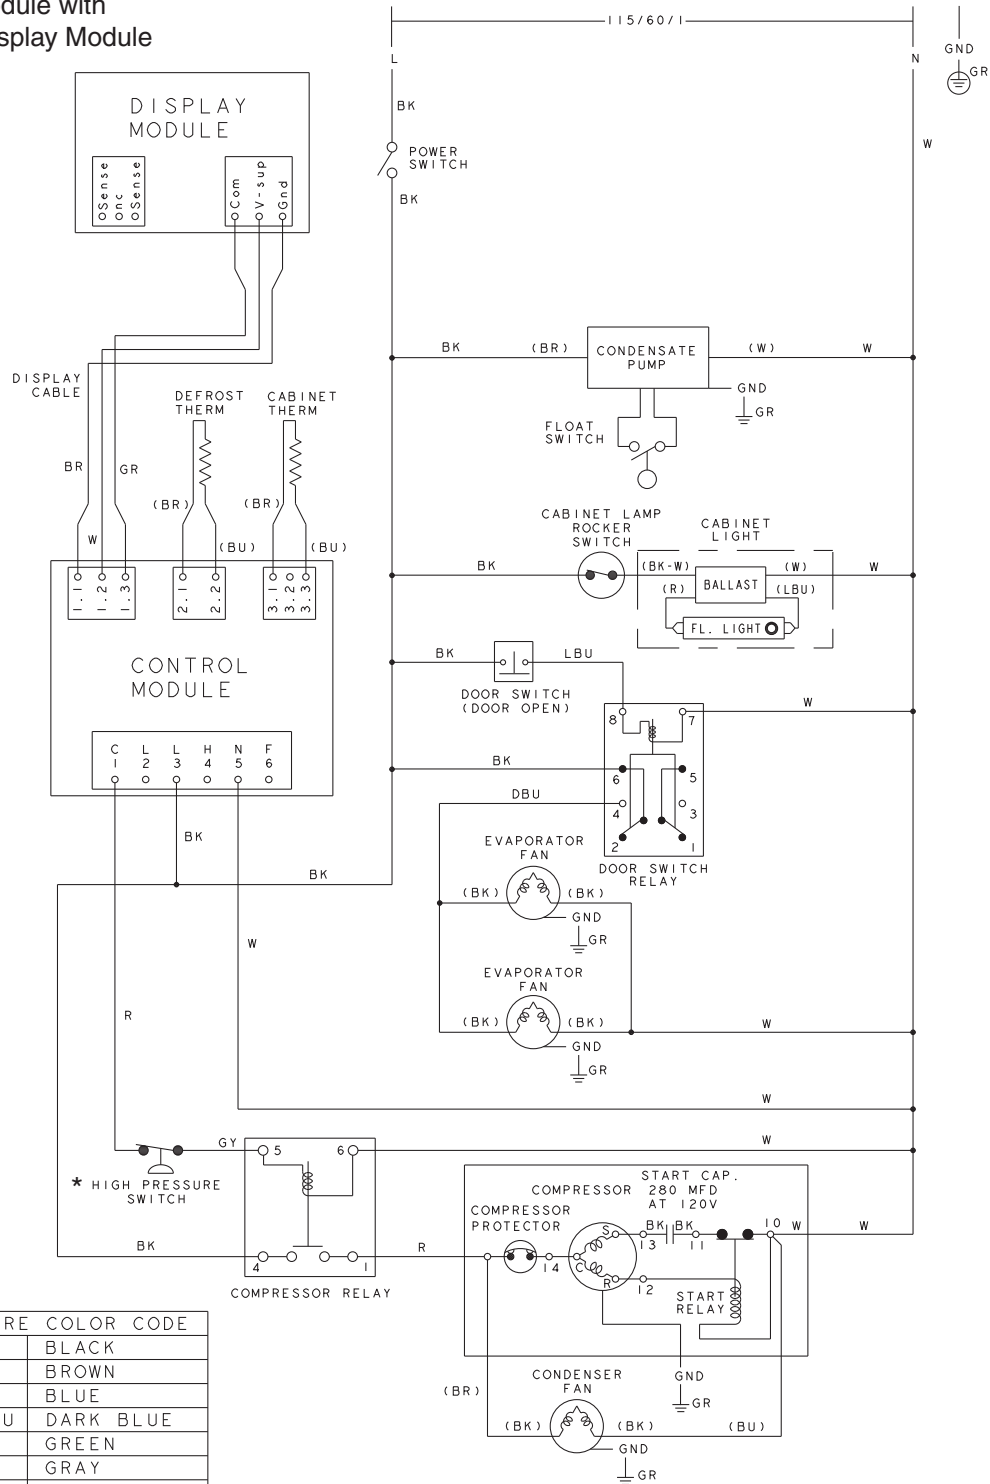 odule with
splay Module
115/60/1
L
N
GND
GR
BK
W
POWER
SWITCH
BK
DISPLAY
MODULE
Sense
nc
Sense
Com
V-sup
Gnd
DISPLAY
CABLE
BR
W
GR
DEFROST
THERM
CABINET
THERM
(BR)
(BU)
(BR)
(BU)
1.1
1.2
1.3
2.1
2.2
3.1
3.2
3.3
CONTROL
MODULE
C L L H N F
1 2 3 4 5 6
BK
BK
W
R
BK (BR)
CONDENSATE
PUMP
(W) W
GND
GR
FLOAT
SWITCH
CABINET LAMP
ROCKER
SWITCH
CABINET
LIGHT
BK
(BK-W)
BALLAST
(W)
W
(R)
(LBU)
FL. LIGHT
BK
LBU
DOOR SWITCH
(DOOR OPEN)
W
8
7
BK
6
5
DBU
4
3
2
1
DOOR SWITCH
RELAY
EVAPORATOR
FAN
(BK) (BK)
GND
GR
EVAPORATOR
FAN
(BK) (BK)
W
GND
GR
W
GY
5
6
W
* HIGH PRESSURE
SWITCH
BK
4
1
R
COMPRESSOR RELAY
START CAP.
280 MFD
AT 120V
COMPRESSOR
COMPRESSOR
PROTECTOR
S
BK BK
13
11
10
W
W
14
C
R
12
START
RELAY
GND
GR
CONDENSER
FAN
(BR)
(BK) (BK) (BU)
GND
GR
RE COLOR CODE
BLACK
BROWN
BLUE
U DARK BLUE
GREEN
GRAY